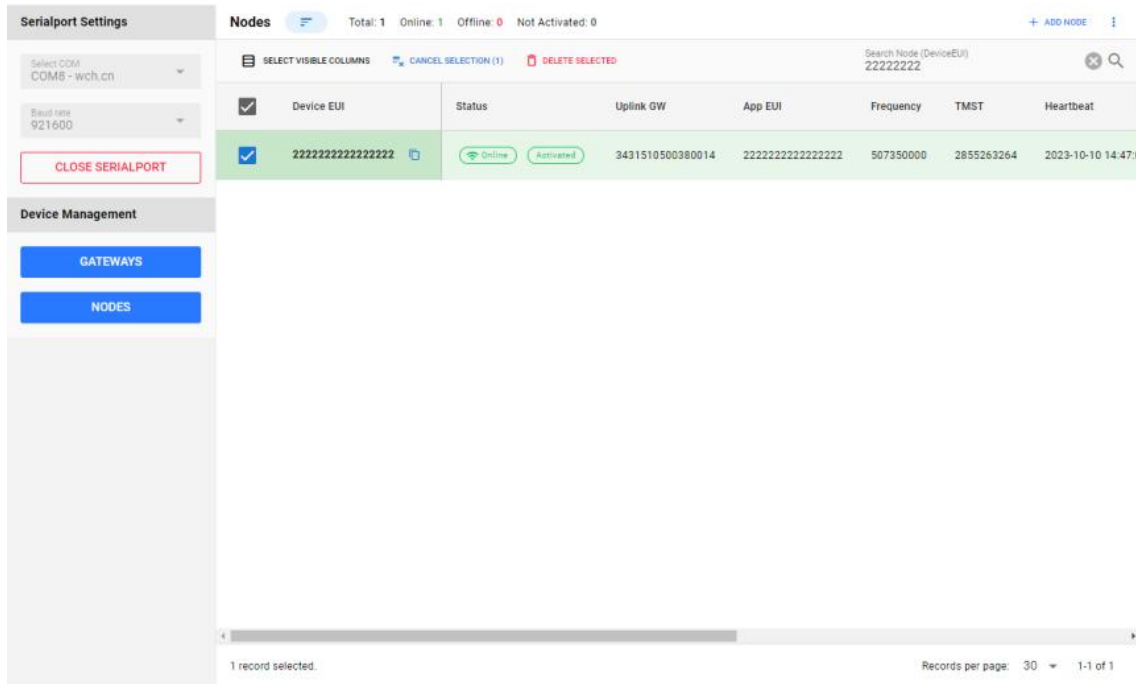 Serialport Settings
Select COM
COM8 - wch.cn
Baud rate
921600
CLOSE SERIALPORT
Device Management
GATEWAYS
NODES
Nodes Total: 1 Online: 1 Offline: 0 Not Activated: 0 + ADD NODE
SELECT VISIBLE COLUMNS CANCEL SELECTION (1) DELETE SELECTED
Search Node (DeviceEUI)
22222222
Device EUI Status Uplink GW App EUI Frequency TMST Heartbeat
2222222222222222 Online Activated 3431510500380014 2222222222222222 507350000 2855263264 2023-10-10 14:47:
1 record selected. Records per page: 30 1-1 of 1